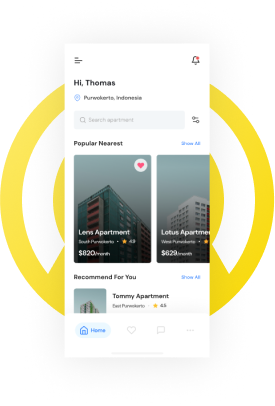 Hi, Thomas
Purwokerto, Indonesia
Search apartment
Popular Nearest
Show All
Lens Apartment
South Purwokerto • 4.9
$820/month
Lotus Apartmen
West Purwokerto •
$629/month
Recommend For You
Show All
Tommy Apartment
East Purwokerto • 4.8
Home